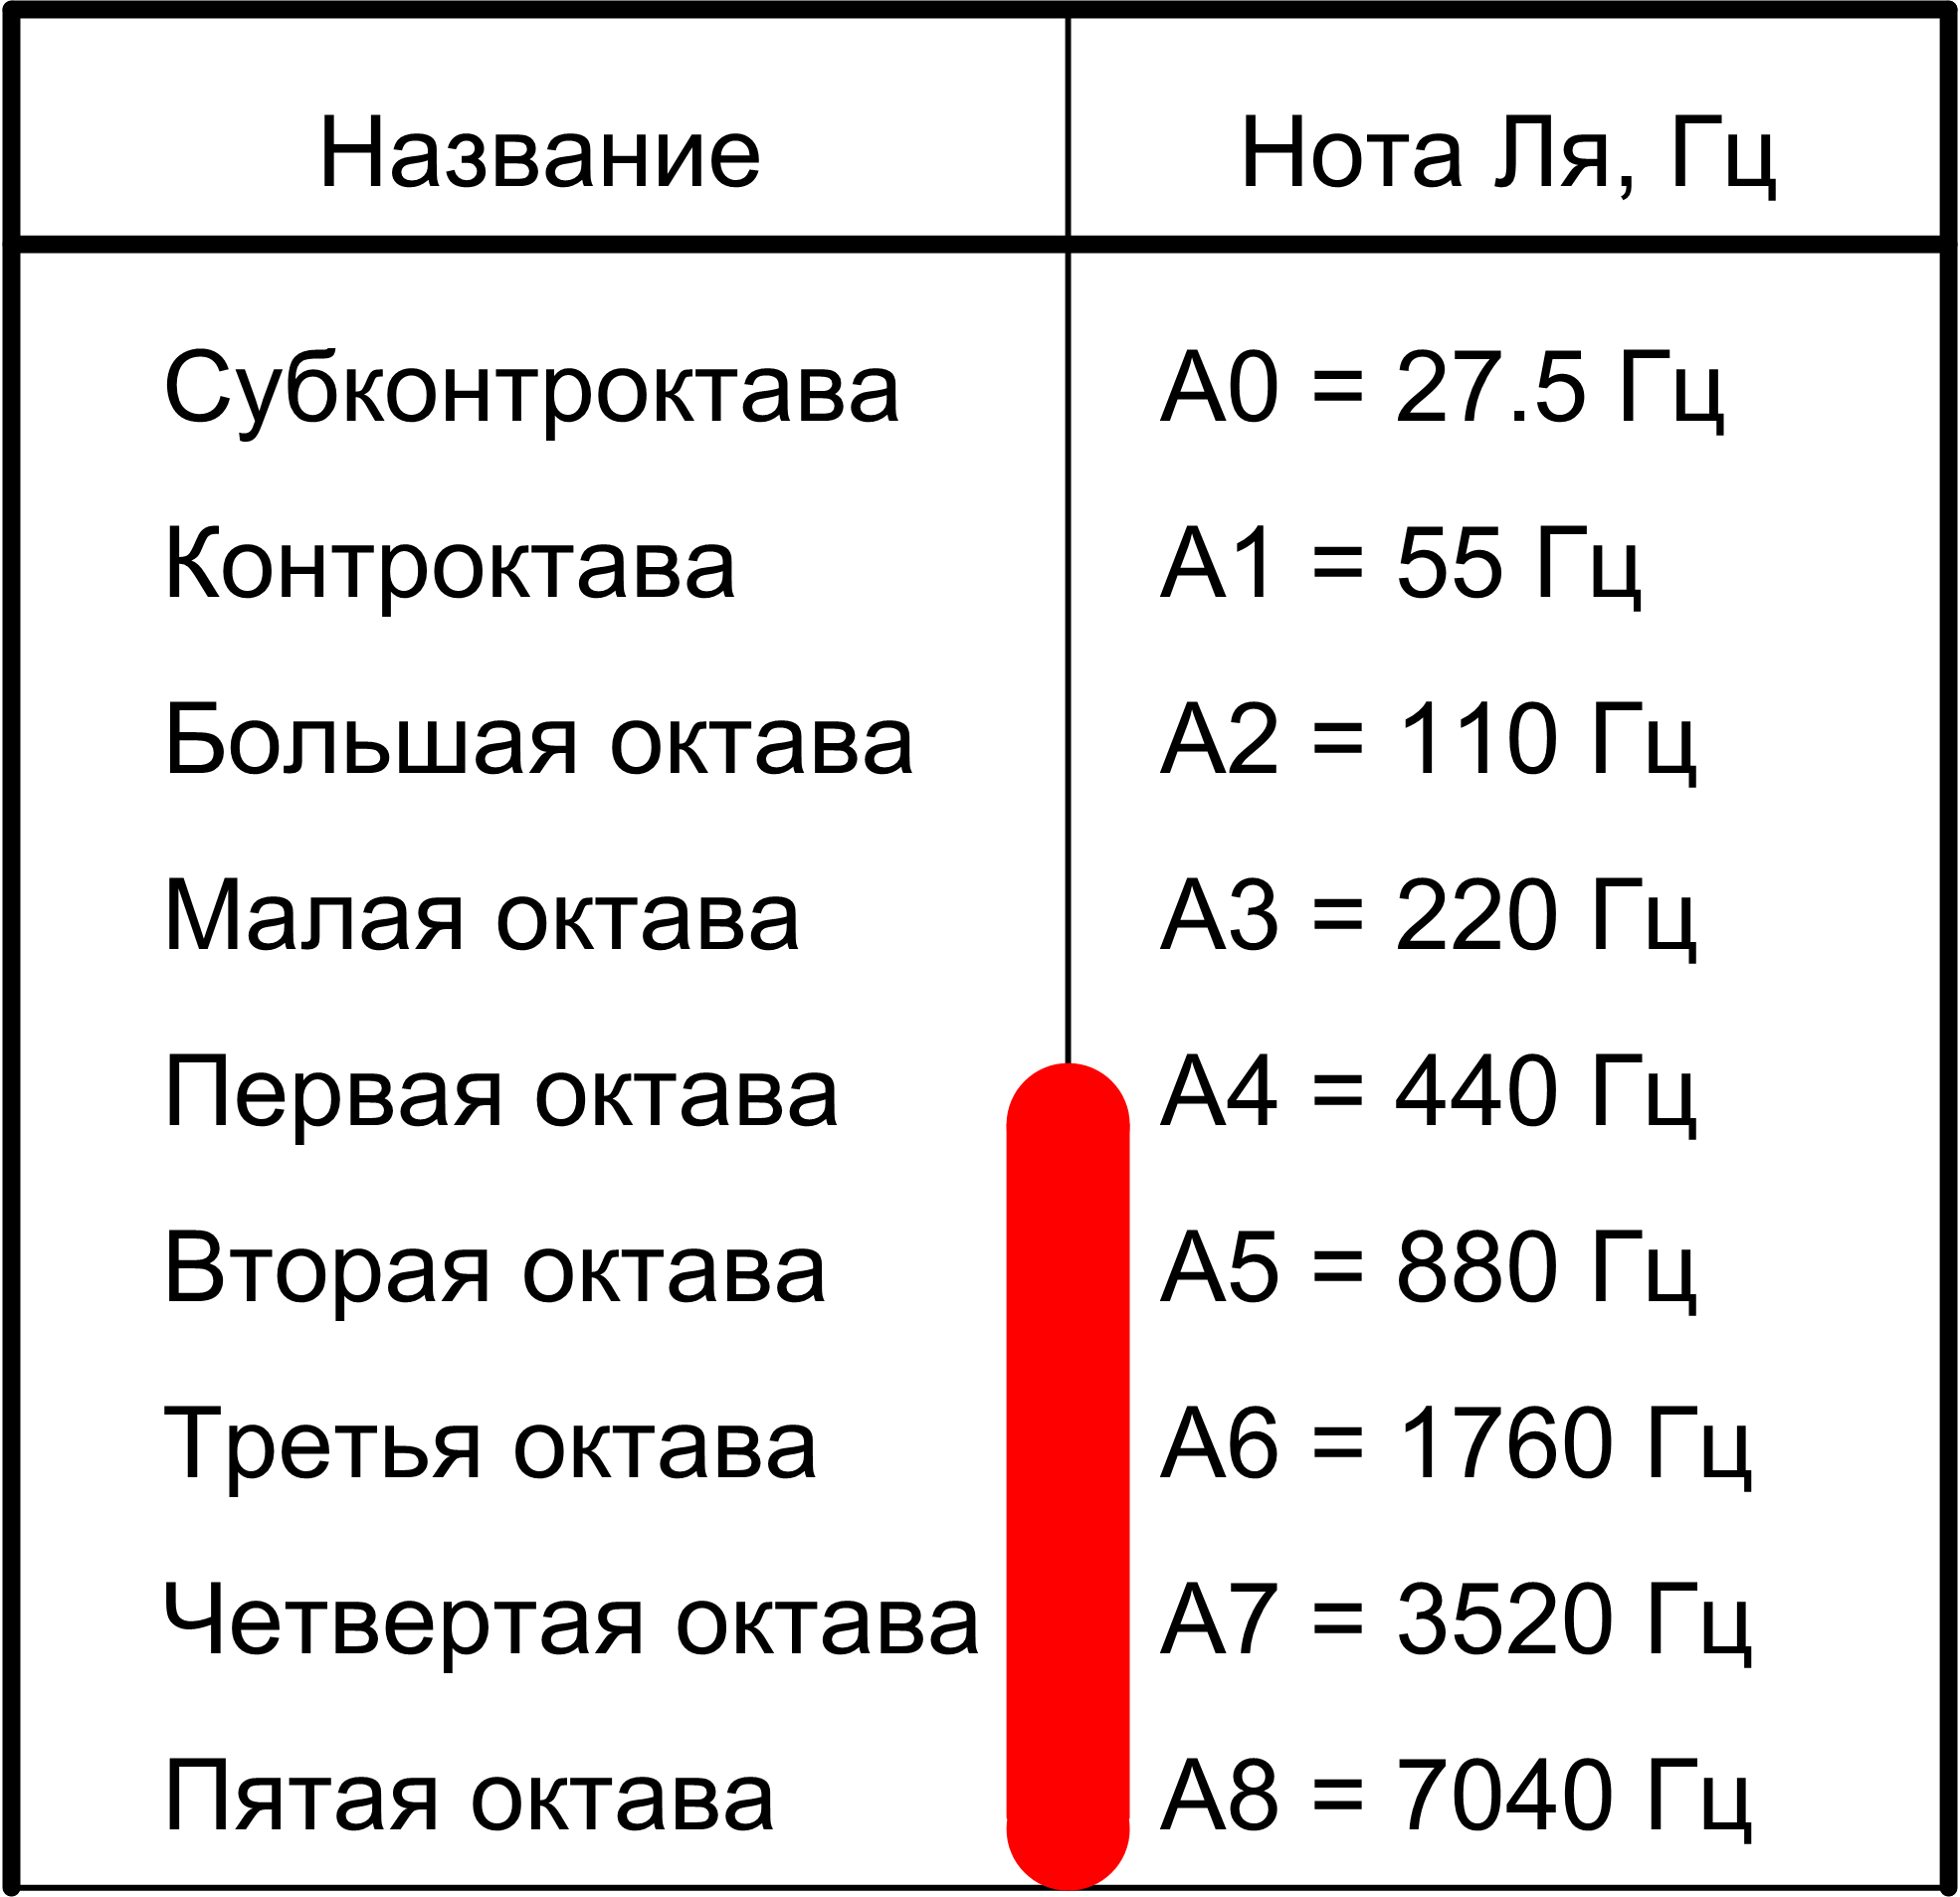 Название Нота Ля, Гц
Субконтроктава A0 = 27.5 Гц
Контроктава A1 = 55 Гц
Большая октава A2 = 110 Гц
Малая октава A3 = 220 Гц
Первая октава A4 = 440 Гц
Вторая октава A5 = 880 Гц
Третья октава A6 = 1760 Гц
Четвертая октава A7 = 3520 Гц
Пятая октава A8 = 7040 Гц